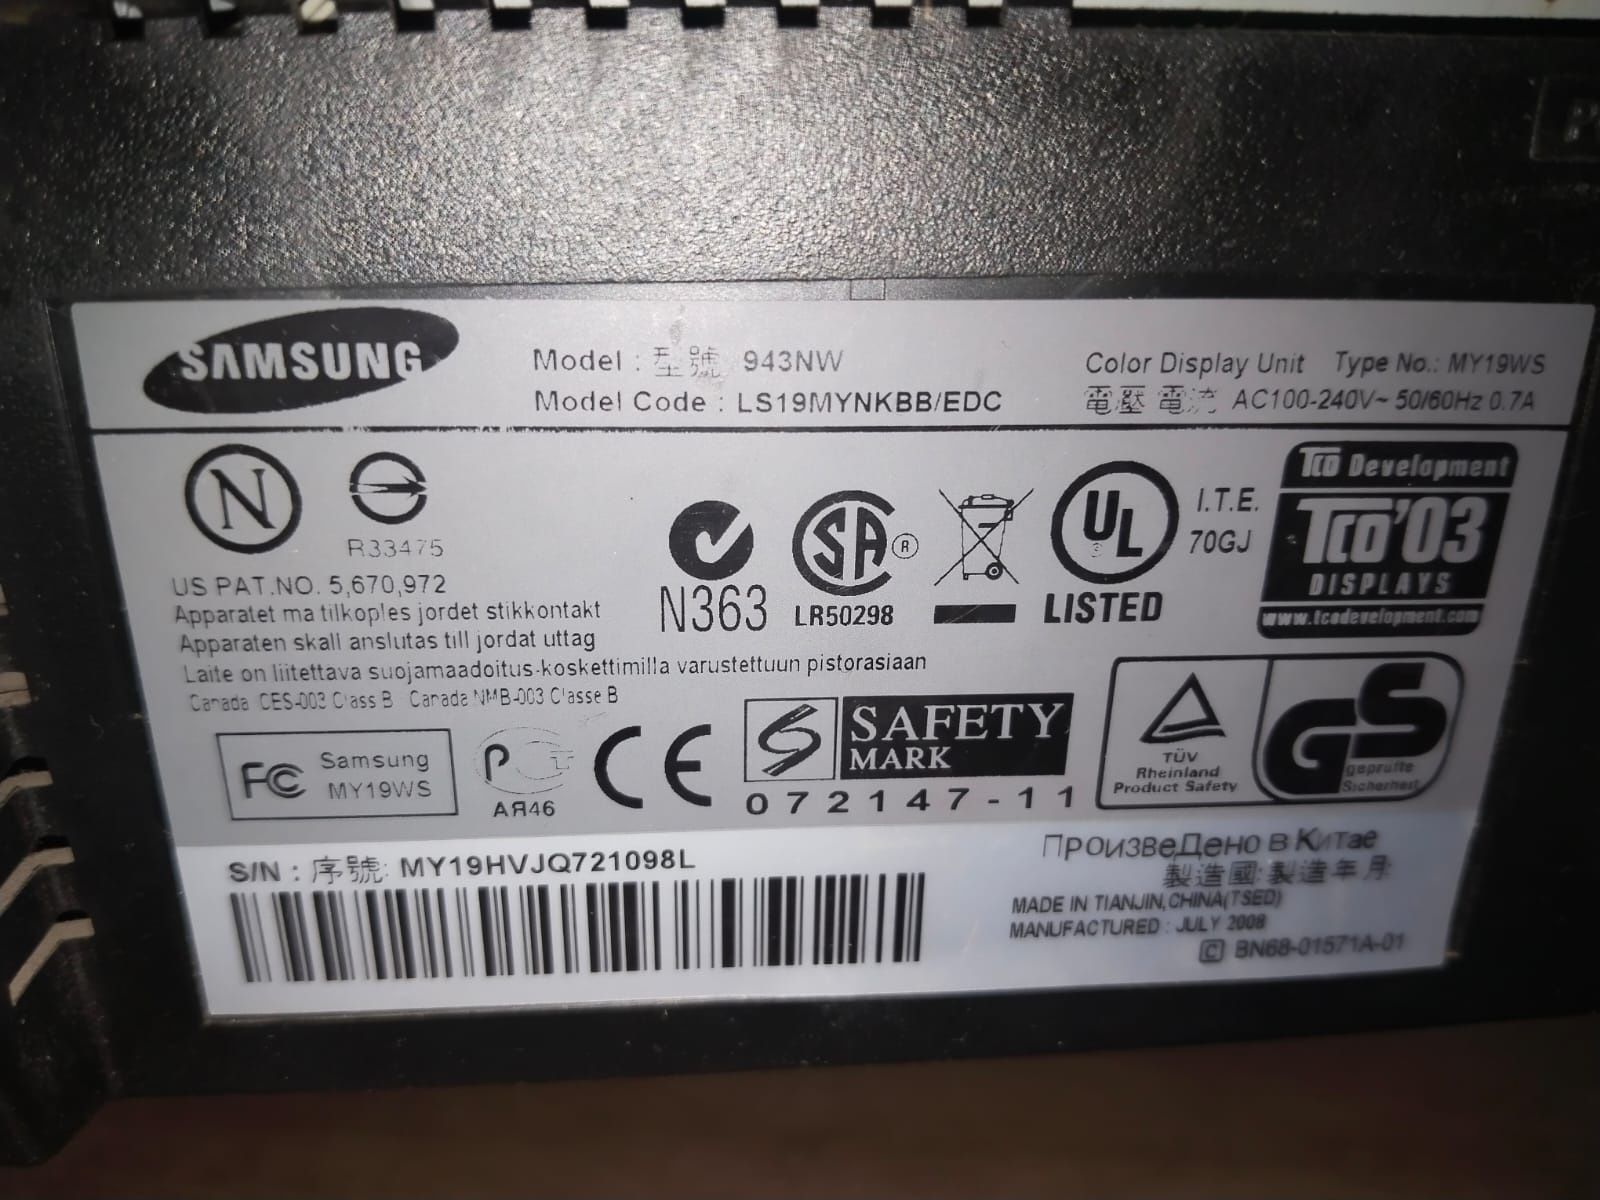 SAMSUNG
Model : 型號 943NW
Model Code : LS19MYNKBB/EDC
Color Display Unit Type No.: MY19WS
電壓 電流 AC100-240V~ 50/60Hz 0.7A
N
R33475
US PAT.NO. 5,670,972
Apparatet ma tilkoples jordet stikkontakt
Apparaten skall anslutas till jordat uttag
Laite on liitettava suojamaadoitus-koskettimilla varustettuun pistorasiaan
Canada CES-003 Class B Canada NMB-003 Classe B
N363
SA ®
LR50298
UL
LISTED
I.T.E.
70GJ
TCO Development
TCO'03
DISPLAYS
www.tcodevelopment.com
FC Samsung
MY19WS
АЯ46
CE
S SAFETY
MARK
072147-11
TÜV
Rheinland
Product Safety
GS
geprüfte
Sicherheit
S/N : 序號: MY19HVJQ721098L
ПроизвеДено в Китае
製造國:製造年月
MADE IN TIANJIN,CHINA(TSED)
MANUFACTURED : JULY 2008
C BN68-01571A-01